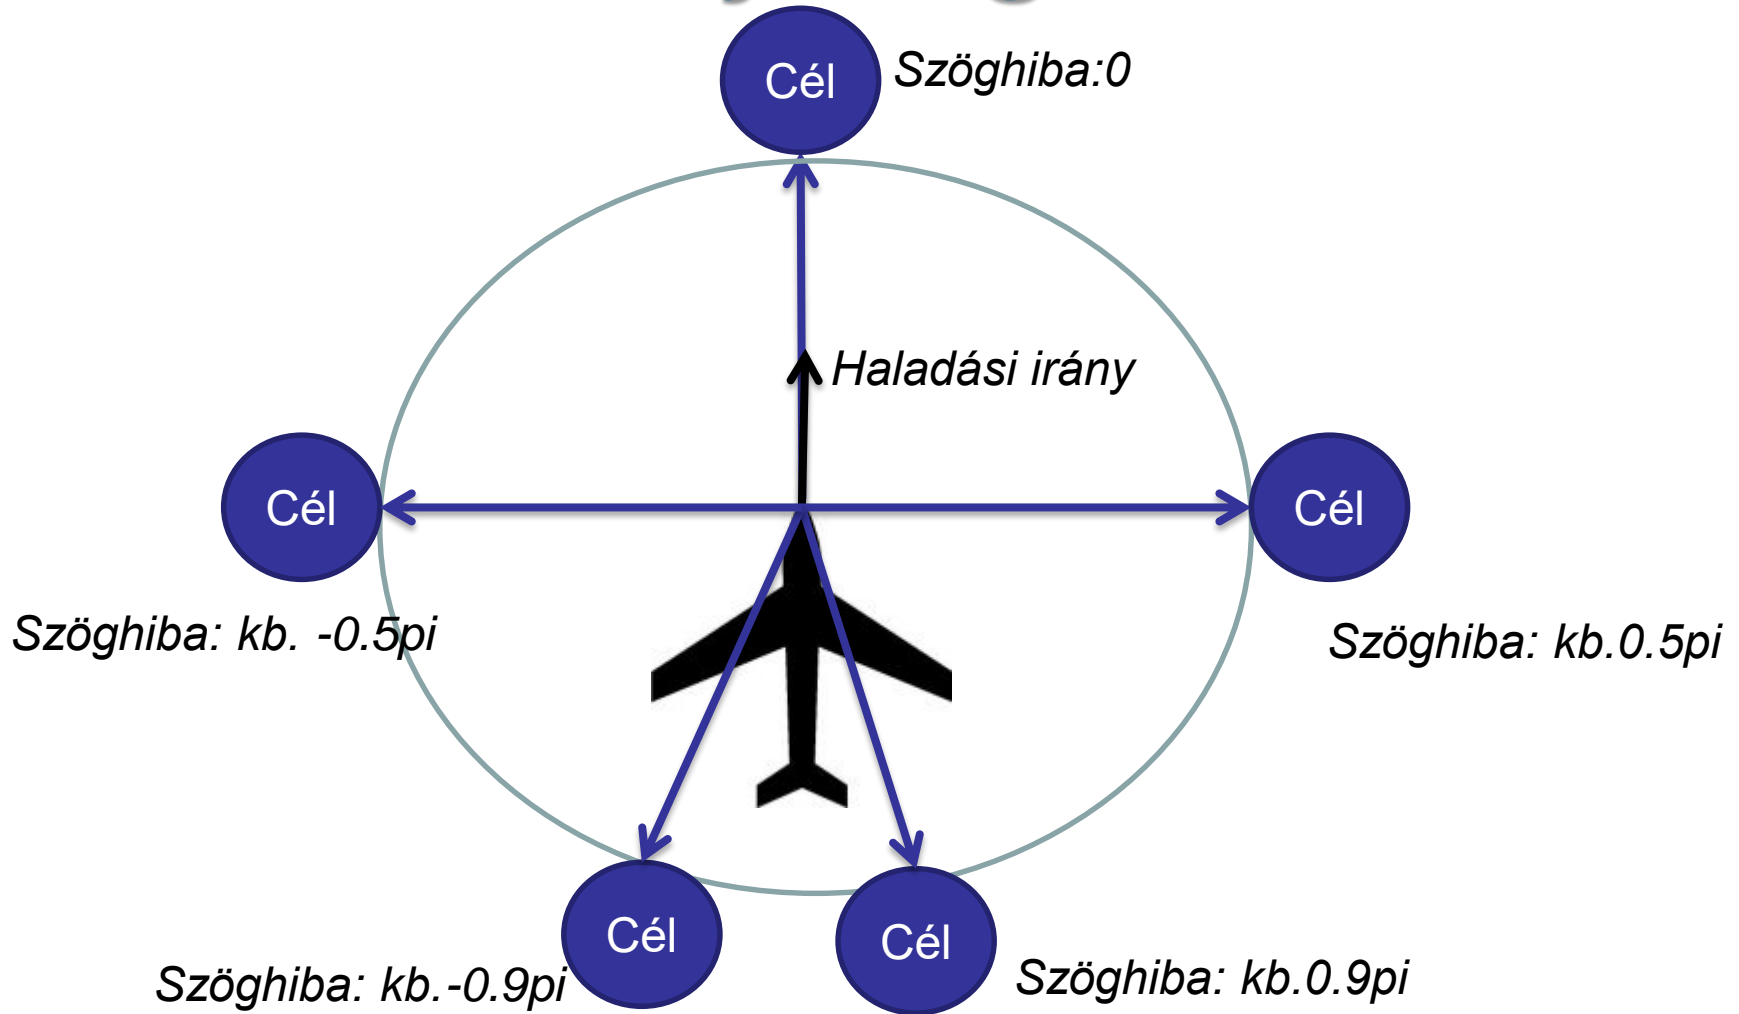 Cél
Szöghiba:0
Haladási irány
Cél
Cél
Szöghiba: kb. -0.5pi
Szöghiba: kb.0.5pi
Cél
Cél
Szöghiba: kb.-0.9pi
Szöghiba: kb.0.9pi